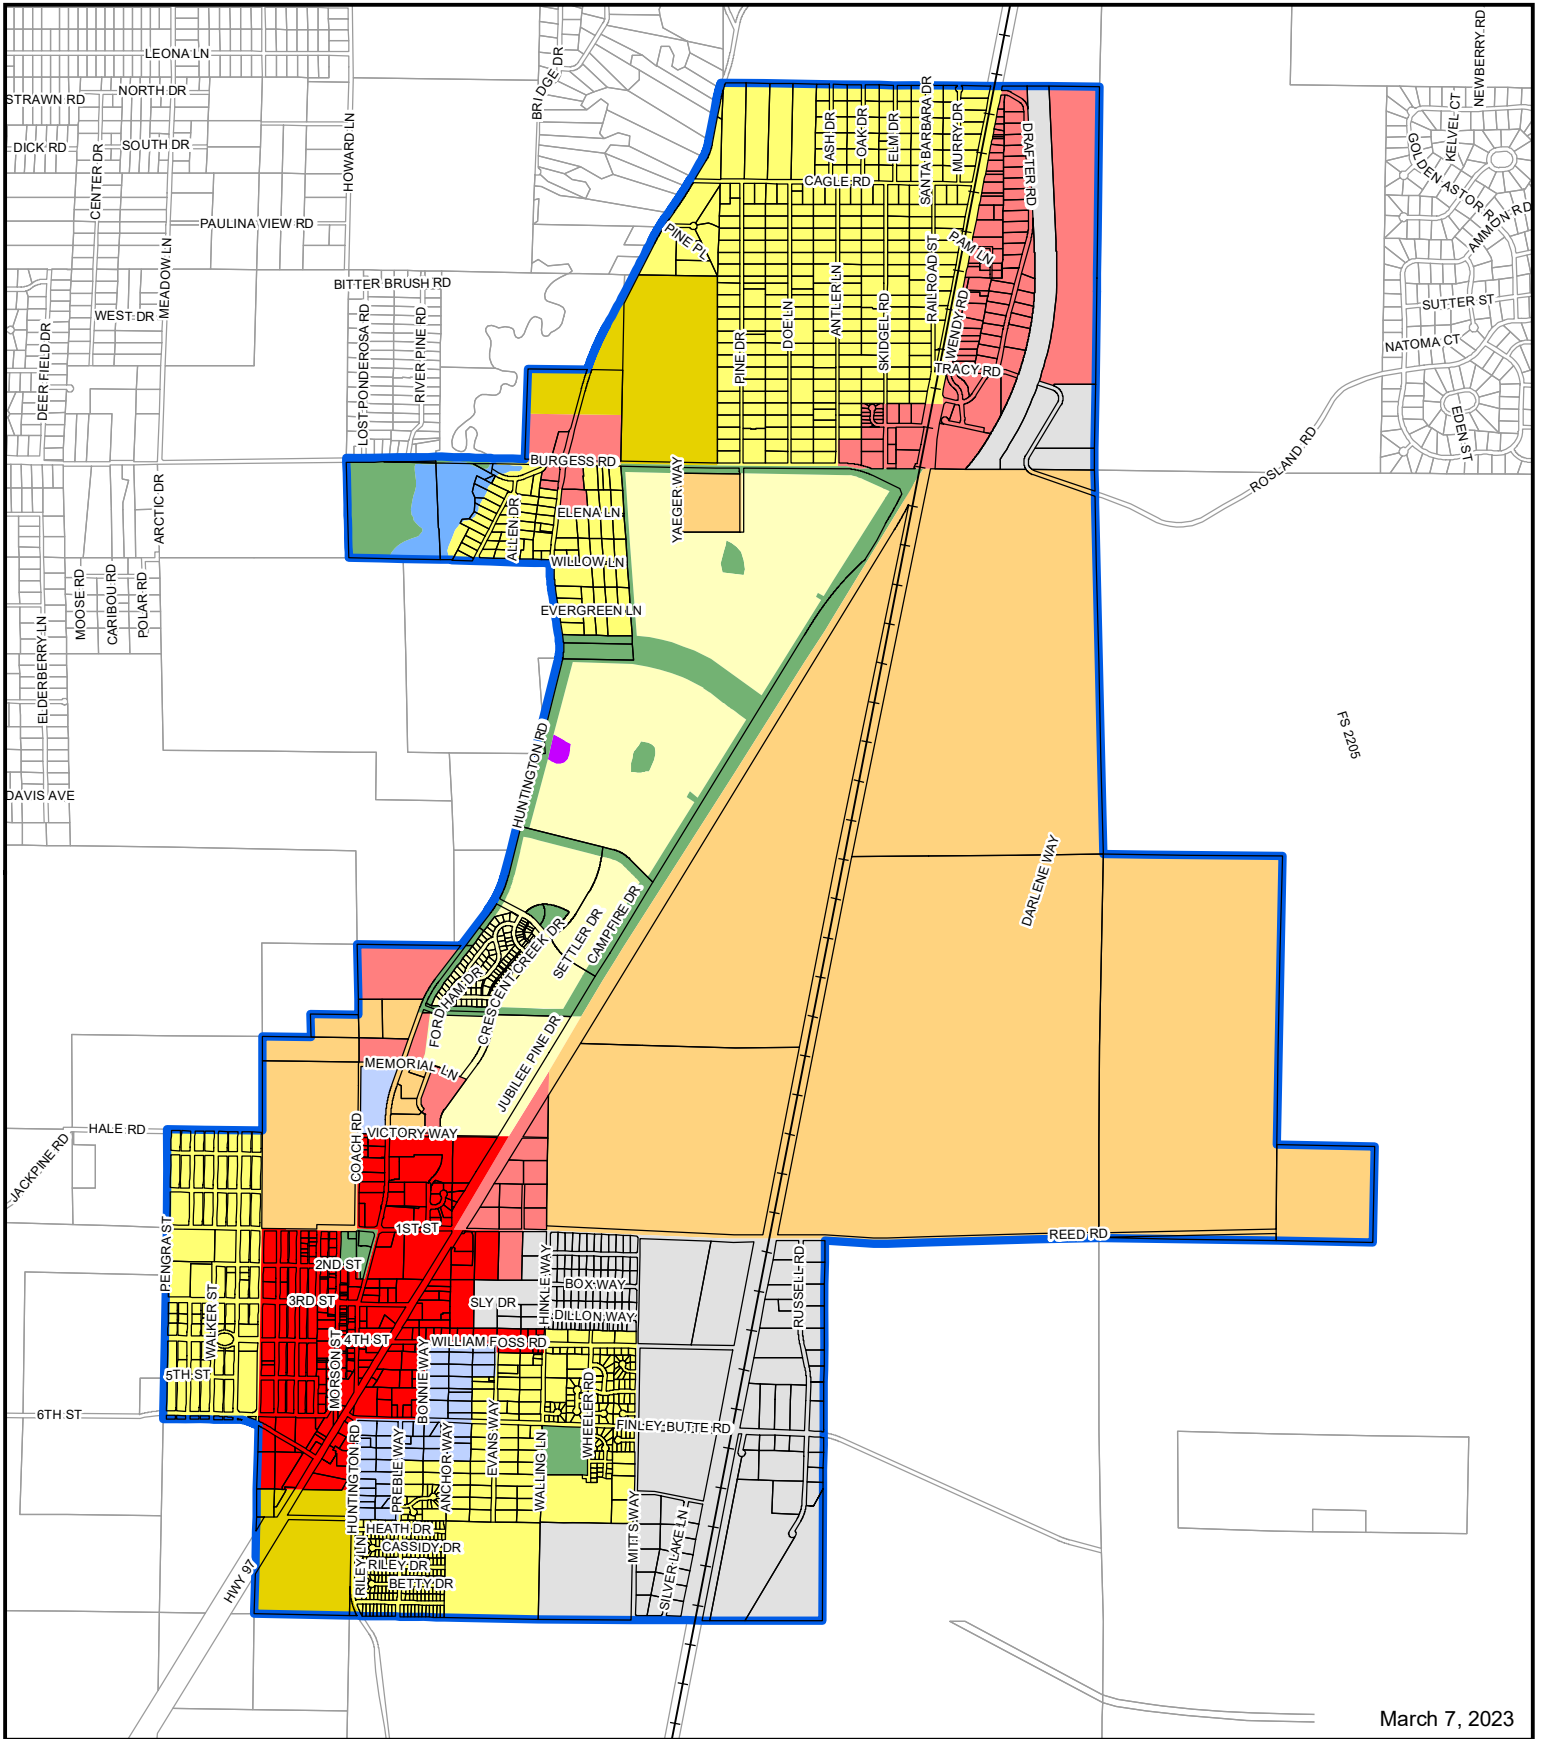 LEONA LN
NEWBERRY RD
BRIDGE DR
STRAWN RD
NORTH DR
KELVEL CT
DICK RD
SOUTH DR
HOWARD LN
ASH DR
OAK DR
ELM DR
SANTA BARBARA DR
MURRY DR
DRAFTER RD
GOLDEN ASTOR R
CENTER DR
CAGLE RD
AMMON RD
PAULINA VIEW RD
PINE PL
PAM LN
MEADOW LN
BITTER BRUSH RD
RAILROAD ST
SUTTER ST
WEST DR
LOST PONDEROSA RD
RIVER PINE RD
DOE LN
ANTLER LN
SKIDGEL RD
WENDY RD
NATOMA CT
DEER FIELD DR
PINE DR
TRACY RD
EDEN ST
BURGESS RD
ROSLAND RD
ARCTIC DR
ALLEN DR
ELENA LN
YAEGER WAY
WILLOW LN
MOOSE RD
CARIBOU RD
POLAR RD
EVERGREEN LN
ELDERBERRY LN
FS 2205
HUNTINGTON RD
DAVIS AVE
DARLENE WAY
SETTLER DR
CAMPFIRE DR
FORDHAM DR
CRESCENT CREEK DR
MEMORIAL LN
JUBILEE PINE DR
HALE RD
COACH RD
VICTORY WAY
JACKPINE RD
PENGRA ST
1ST ST
REED RD
2ND ST
HINKLE WAY
BOX WAY
RUSSELL RD
3RD ST
SLY DR
DILLON WAY
WALKER ST
MORSON ST
4TH ST
WILLIAM FOSS RD
5TH ST
BONNIE WAY
6TH ST
WHEELER RD
FINLEY BUTTE RD
HUNTINGTON RD
PREBLE WAY
ANCHOR WAY
EVANS WAY
WALLING LN
MITTS WAY
HEATH DR
CASSIDY DR
RILEY LN
RILEY DR
BETTY DR
SILVER LAKE LN
HWY 97
March 7, 2023